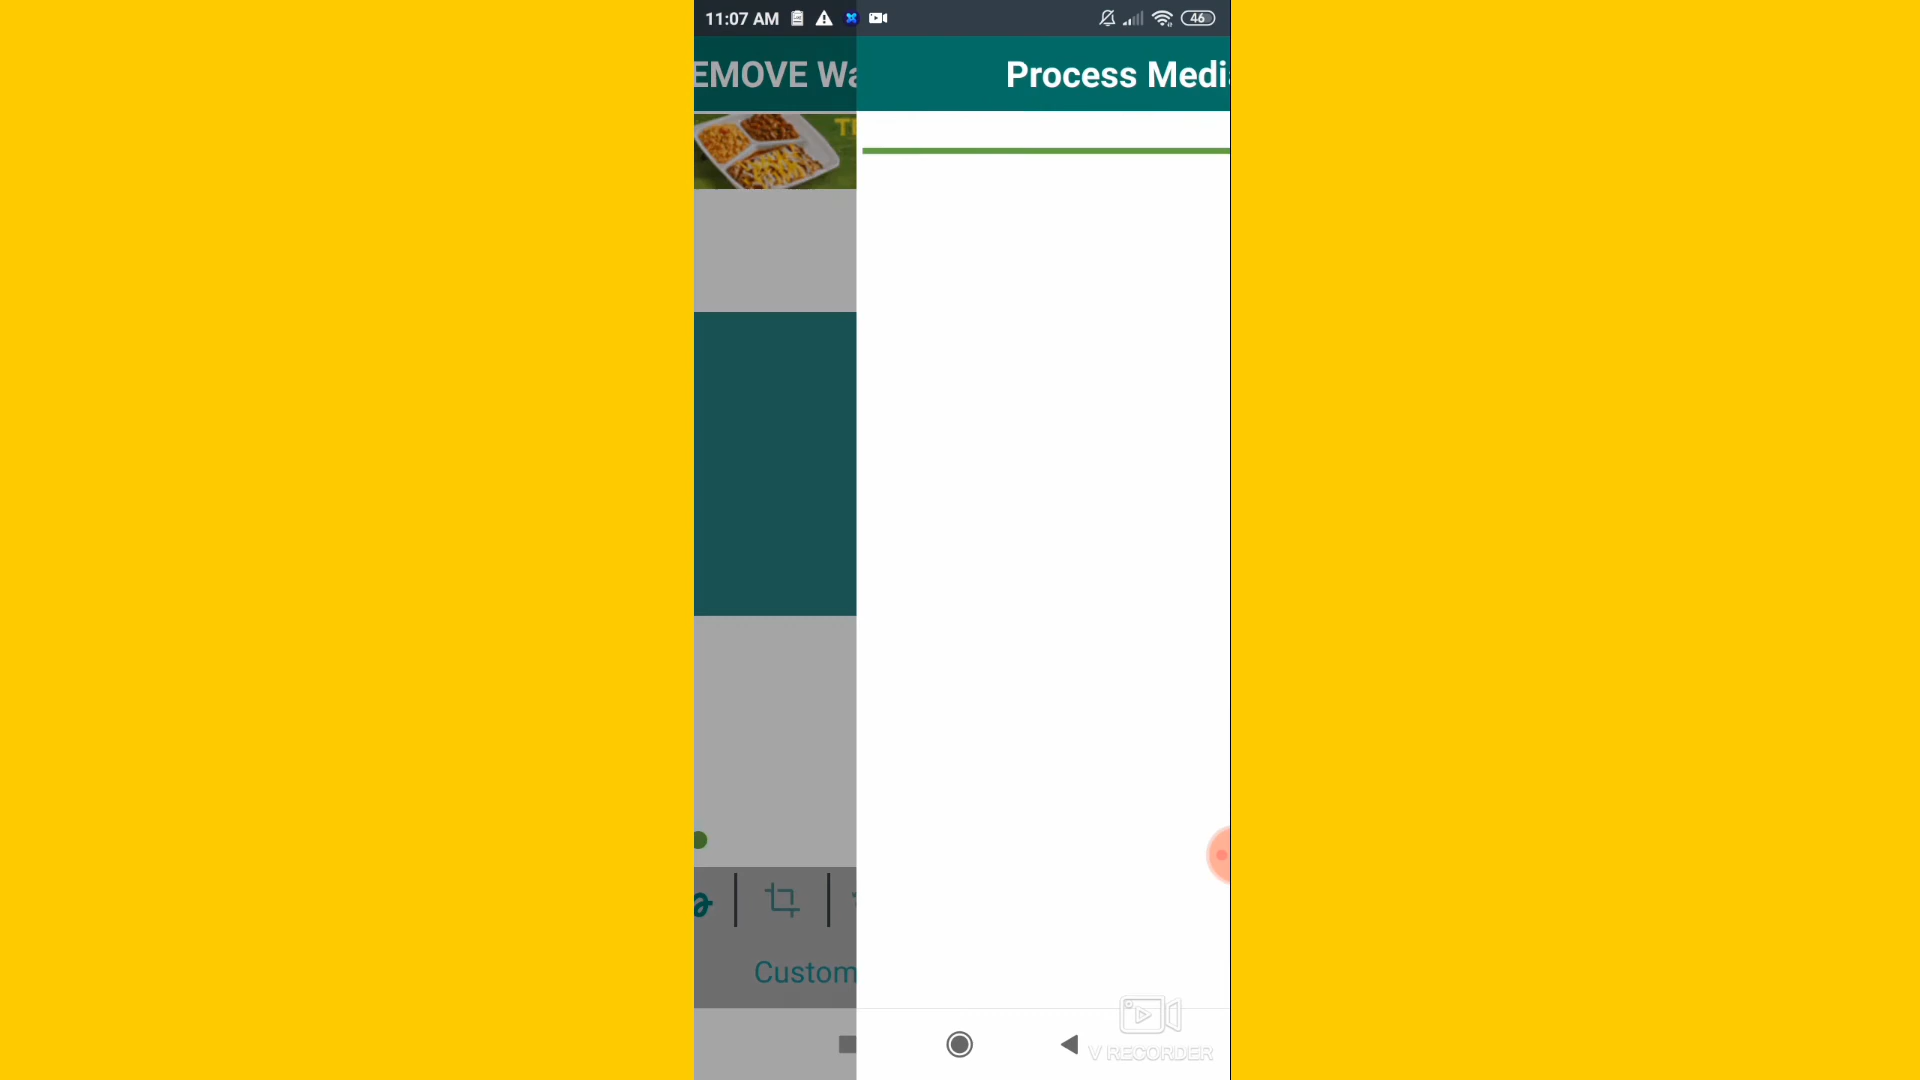 11:07 AM
46
EMOVE Wa
Process Medi
Custom
V RECORDER